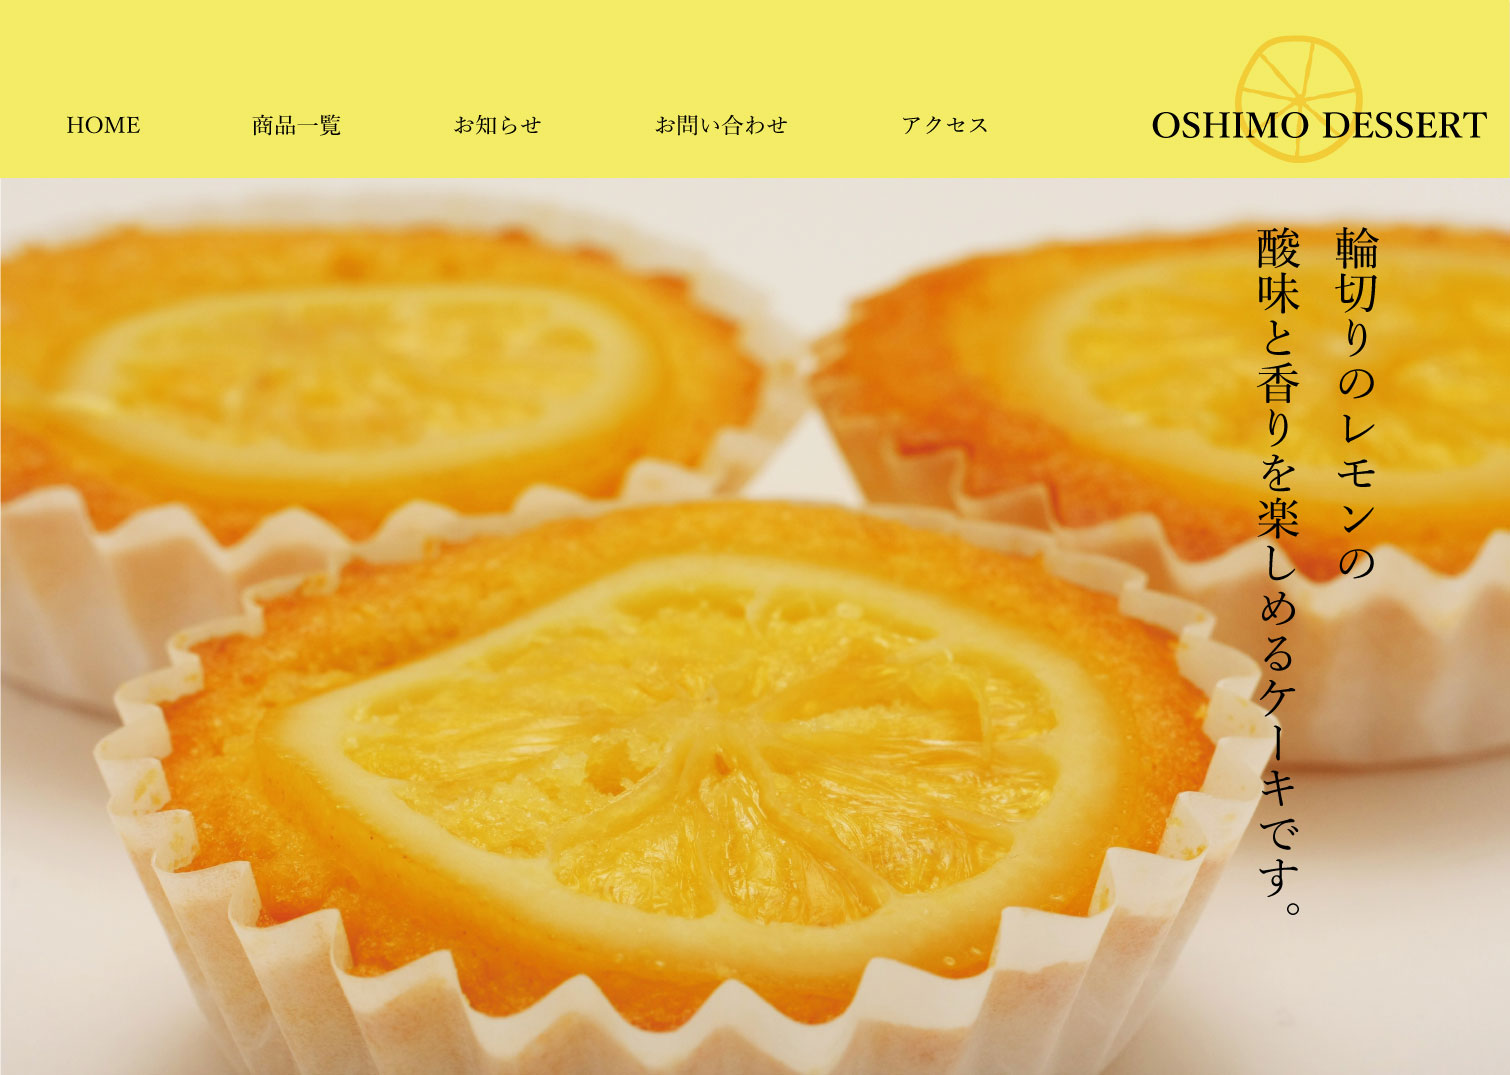 HOME
商品一覧
お知らせ
お問い合わせ
アクセス
OSHIMO DESSERT
輪切りのレモンの
酸味と香りを楽しめるケーキです。